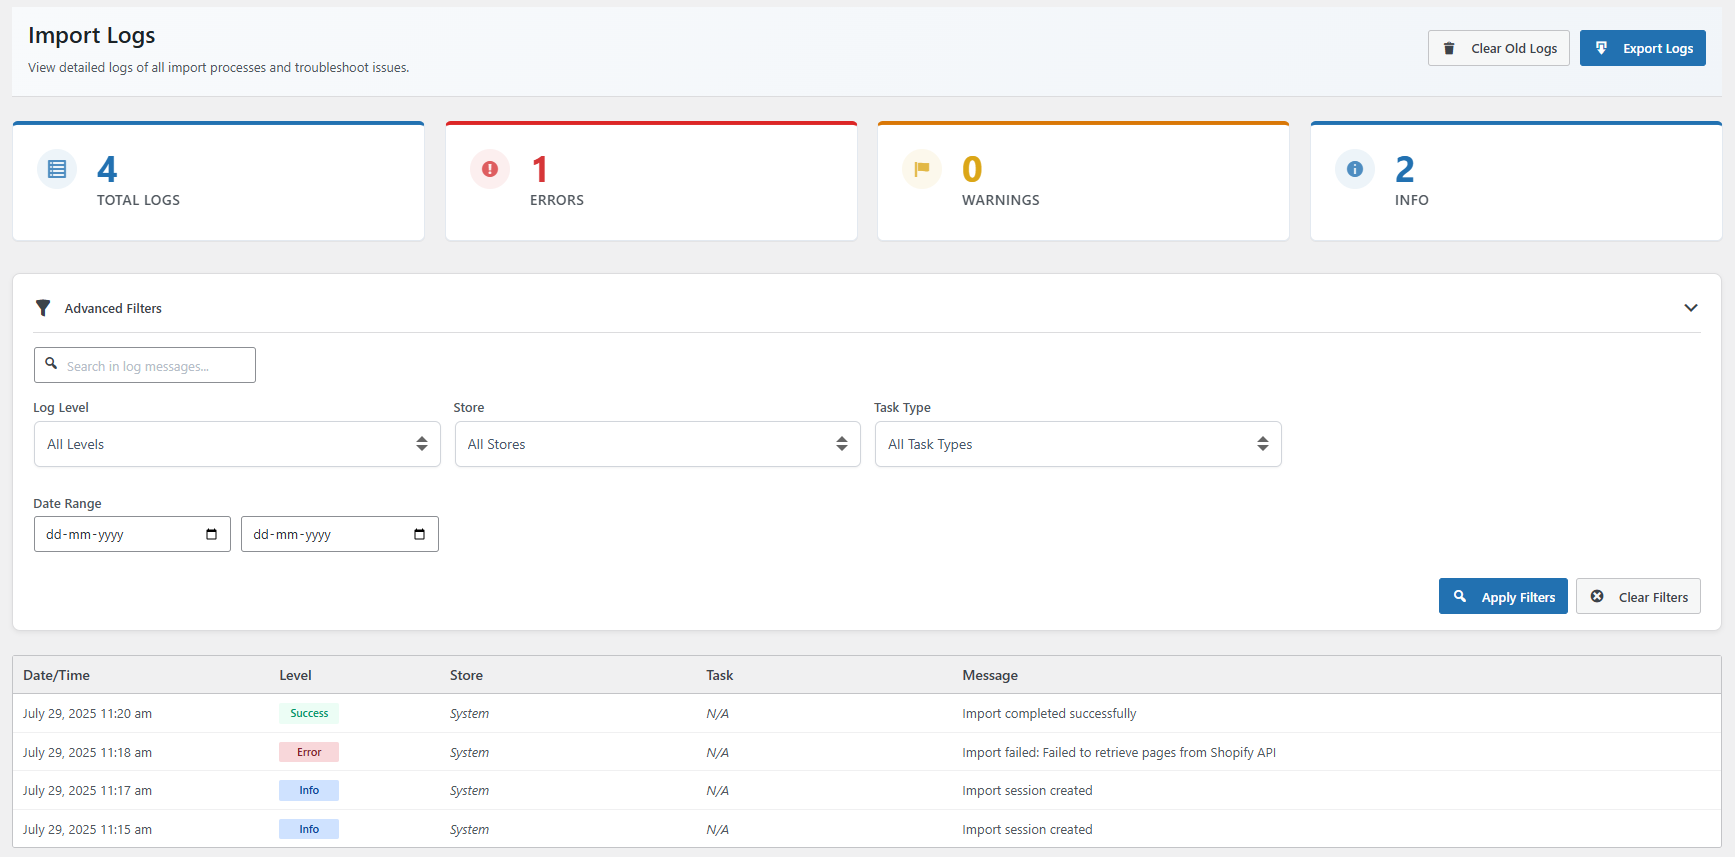 Import Logs
View detailed logs of all import processes and troubleshoot issues.
Clear Old Logs
Export Logs
4
TOTAL LOGS
1
ERRORS
0
WARNINGS
2
INFO
Advanced Filters
Search in log messages...
Log Level
Store
Task Type
All Levels
All Stores
All Task Types
Date Range
dd-mm-yyyy
dd-mm-yyyy
Apply Filters
Clear Filters
Date/Time Level Store Task Message
July 29, 2025 11:20 am Success System N/A Import completed successfully
July 29, 2025 11:18 am Error System N/A Import failed: Failed to retrieve pages from Shopify API
July 29, 2025 11:17 am Info System N/A Import session created
July 29, 2025 11:15 am Info System N/A Import session created